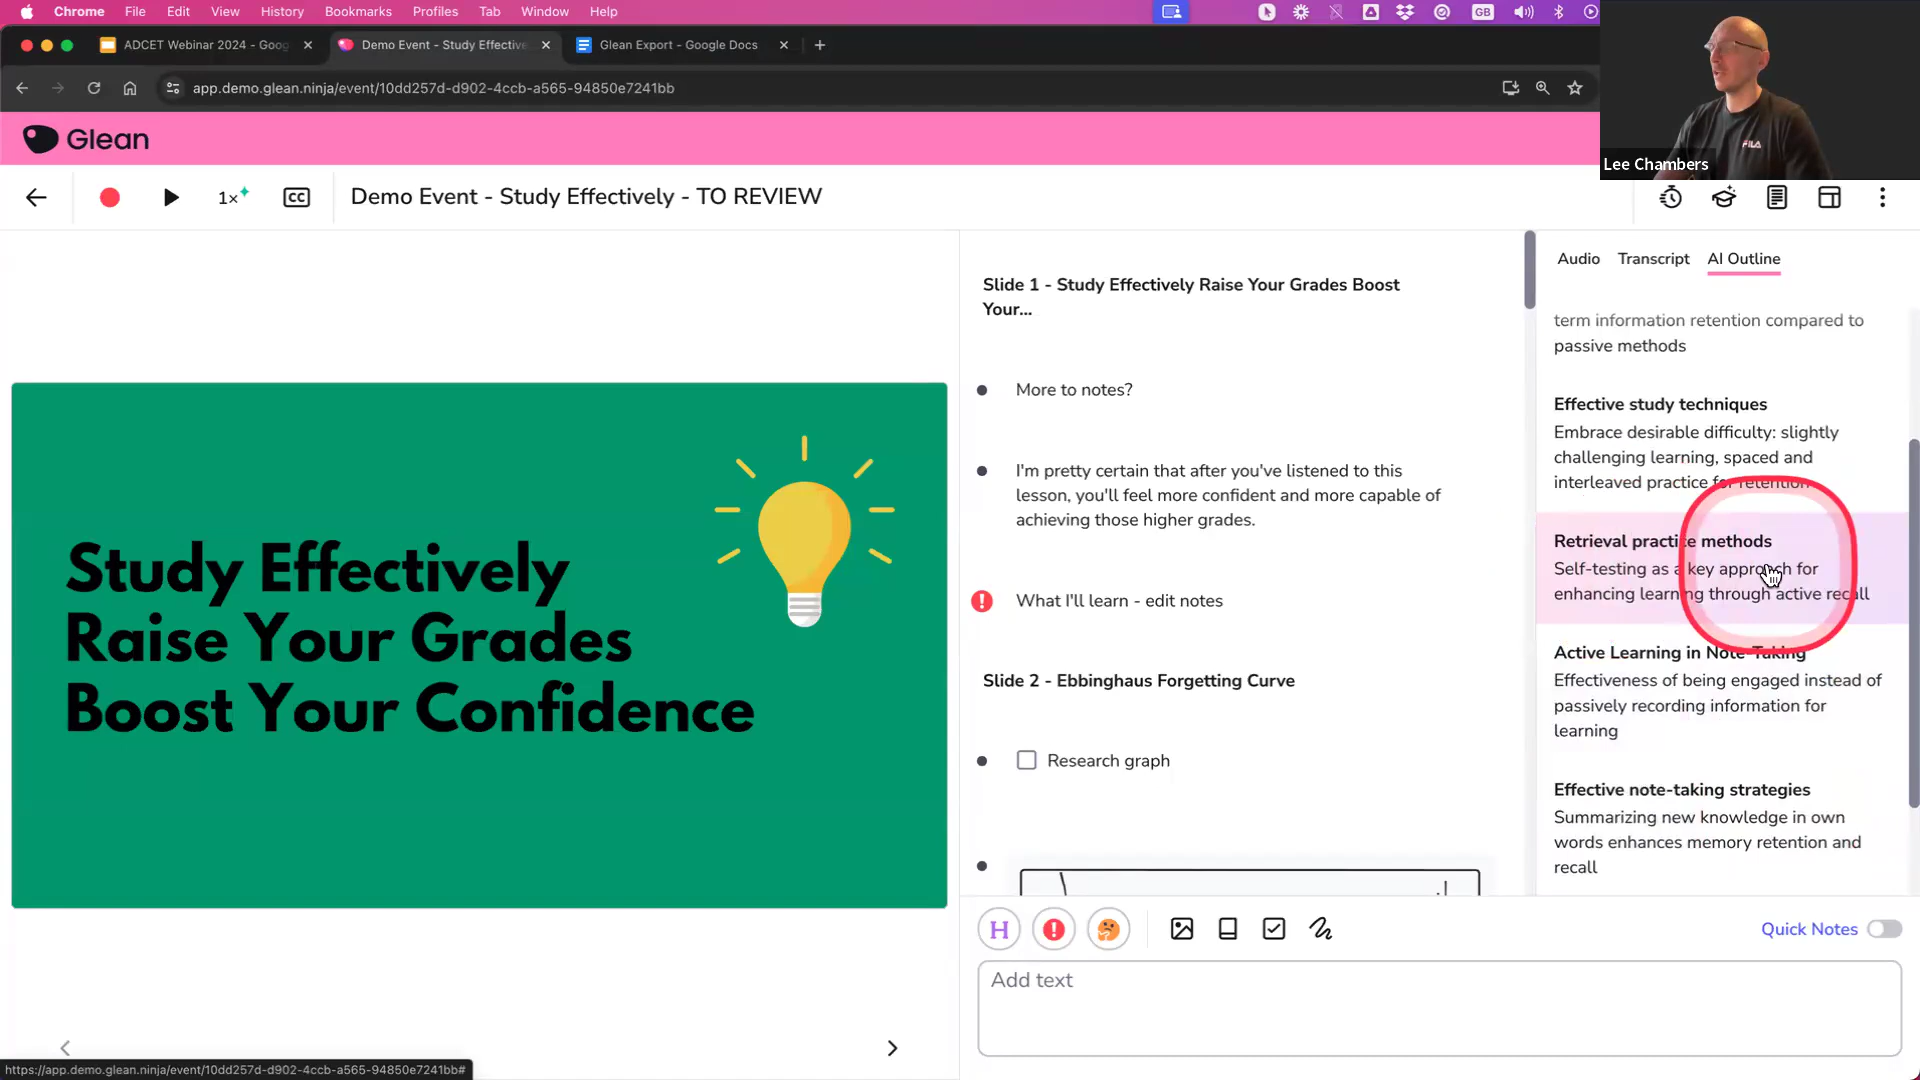 Chrome File Edit View History Bookmarks Profiles Tab Window Help
GB
ADCET Webinar 2024 - Goog
Demo Event - Study Effective
Glean Export - Google Docs
app.demo.glean.ninja/event/10dd257d-d902-4ccb-a565-94850e7241bb
Glean
FILA
Lee Chambers
1× CC Demo Event - Study Effectively - TO REVIEW
Study Effectively
Raise Your Grades
Boost Your Confidence
Slide 1 - Study Effectively Raise Your Grades Boost
Your...
More to notes?
I'm pretty certain that after you've listened to this
lesson, you'll feel more confident and more capable of
achieving those higher grades.
What I'll learn - edit notes
Slide 2 - Ebbinghaus Forgetting Curve
Research graph
H
Quick Notes
Add text
Audio Transcript AI Outline
term information retention compared to
passive methods
Effective study techniques
Embrace desirable difficulty: slightly
challenging learning, spaced and
interleaved practice for retention
Retrieval practice methods
Self-testing as a key approach for
enhancing learning through active recall
Active Learning in Note-Taking
Effectiveness of being engaged instead of
passively recording information for
learning
Effective note-taking strategies
Summarizing new knowledge in own
words enhances memory retention and
recall
https://app.demo.glean.ninja/event/10dd257d-d902-4ccb-a565-94850e7241bb#